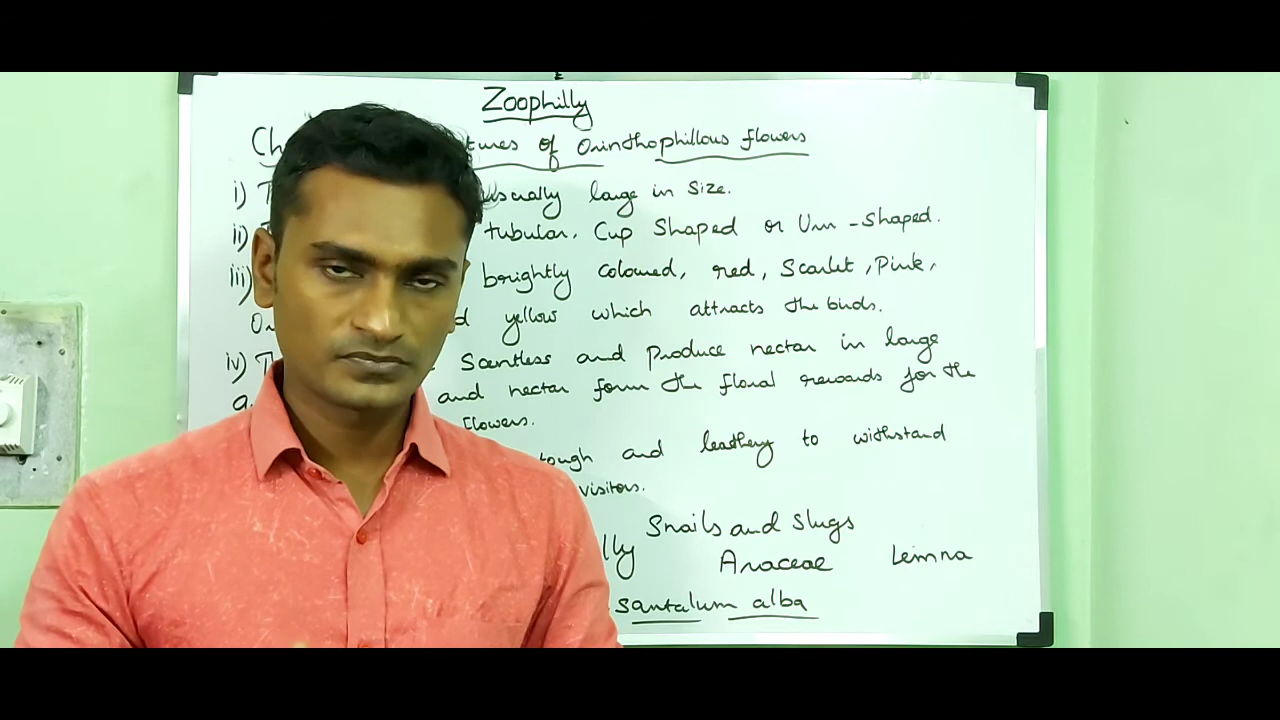 Zoophilly
Ch tures of Orinthophillous flowers
i) T usually large in size.
ii) tubular, Cup Shaped or Urn-Shaped.
iii) brightly coloured, red, Scarlet, Pink,
Or d yellow which attracts the birds.
iv) T Scentless and produce nectar in large
a and nectar form the floral rewards for the
flowers.
tough and leathery to withstand
visitors.
Snails and Slugs
lly Araceae Lemna
santalum alba